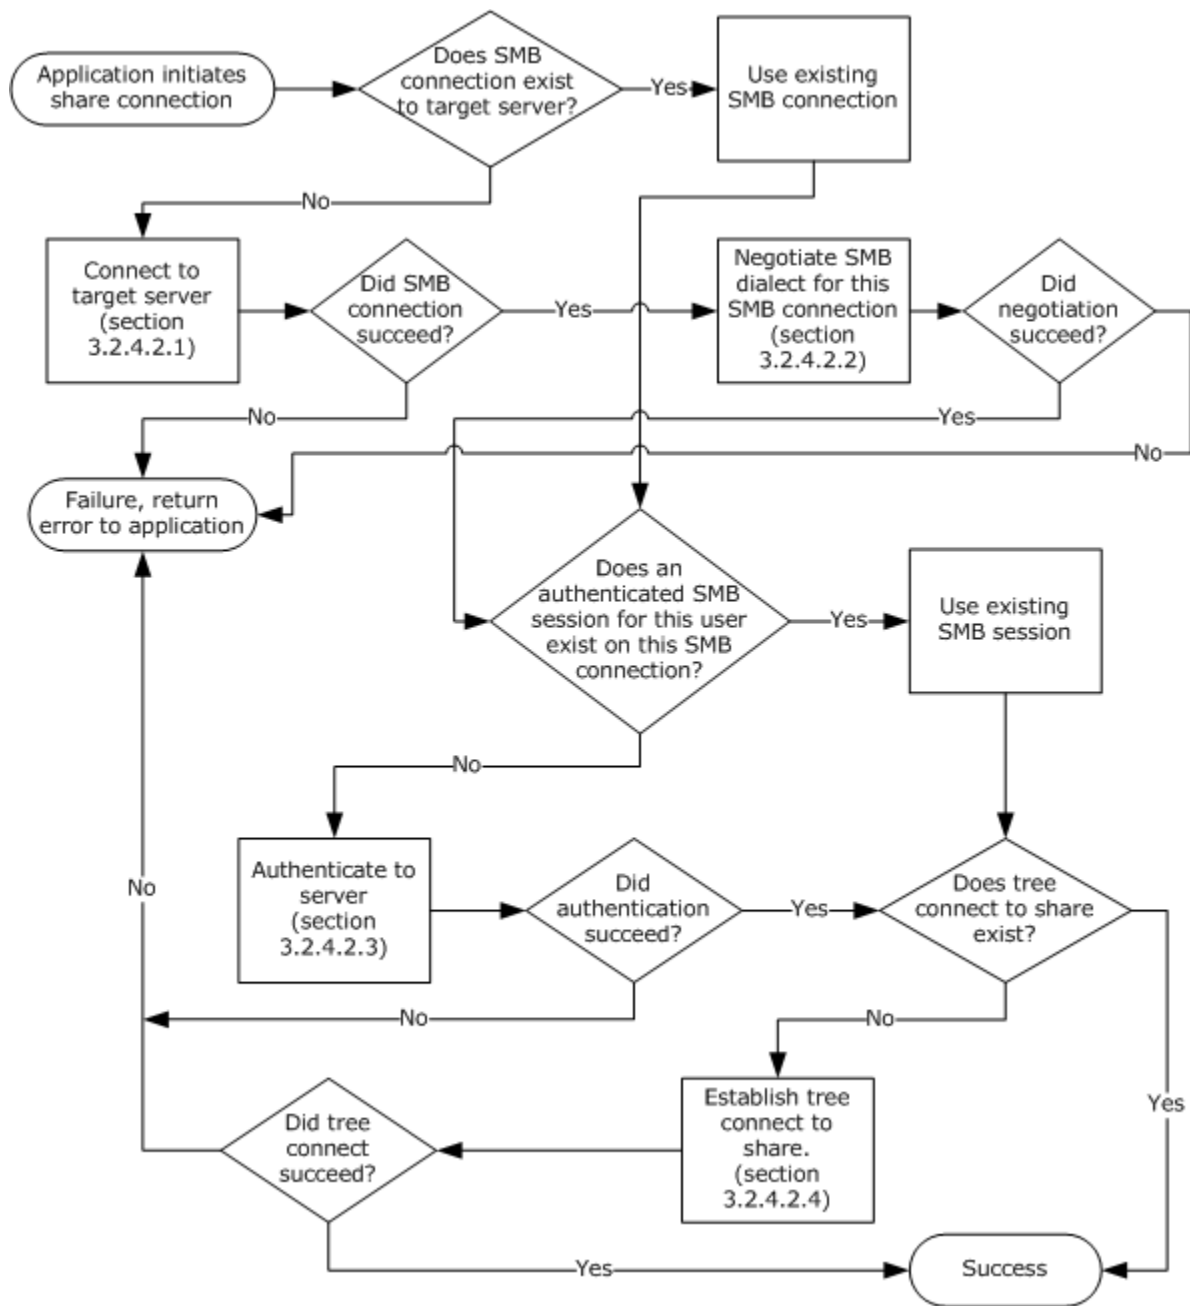 Application initiates
share connection
Does SMB
connection exist
to target server?
Yes
Use existing
SMB connection
No
Connect to
target server
(section
3.2.4.2.1)
Did SMB
connection
succeed?
Yes
Negotiate SMB
dialect for this
SMB connection
(section
3.2.4.2.2)
Did
negotiation
succeed?
No
Yes
No
Failure, return
error to application
Does an
authenticated SMB
session for this user
exist on this SMB
connection?
Yes
Use existing
SMB session
No
Authenticate to
server
(section
3.2.4.2.3)
Did
authentication
succeed?
Yes
Does tree
connect to share
exist?
No
No
No
Did tree
connect
succeed?
Establish tree
connect to
share.
(section
3.2.4.2.4)
Yes
Yes
Success